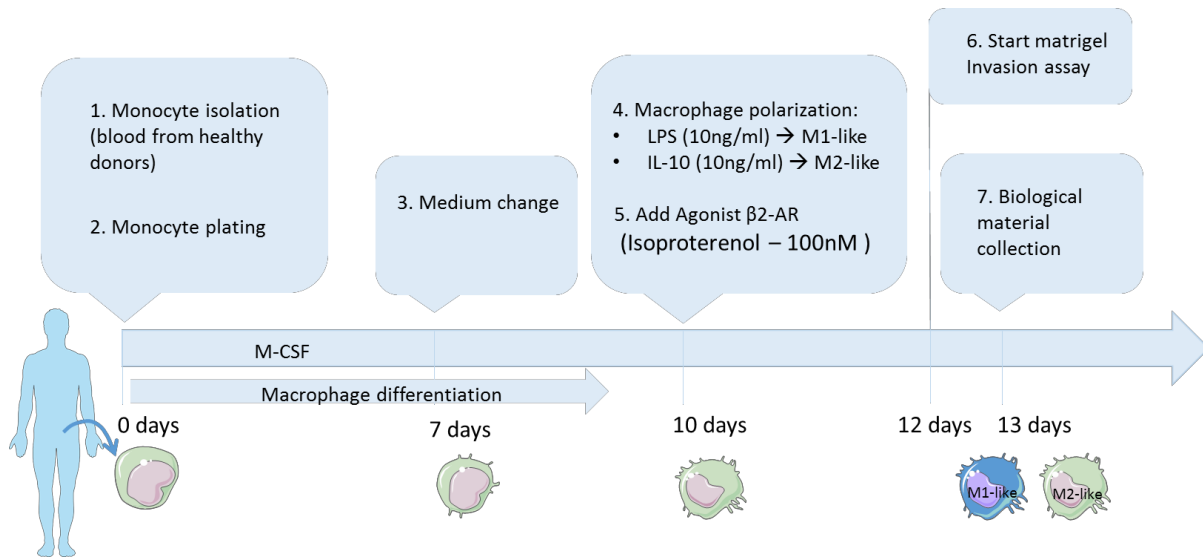 1. Monocyte isolation
(blood from healthy
donors)
2. Monocyte plating
3. Medium change
4. Macrophage polarization:
• LPS (10ng/ml) → M1-like
• IL-10 (10ng/ml) → M2-like
5. Add Agonist β2-AR
(Isoproterenol – 100nM )
6. Start matrigel
Invasion assay
7. Biological
material
collection
M-CSF
Macrophage differentiation
0 days
7 days
10 days
12 days
13 days
M1-like
M2-like